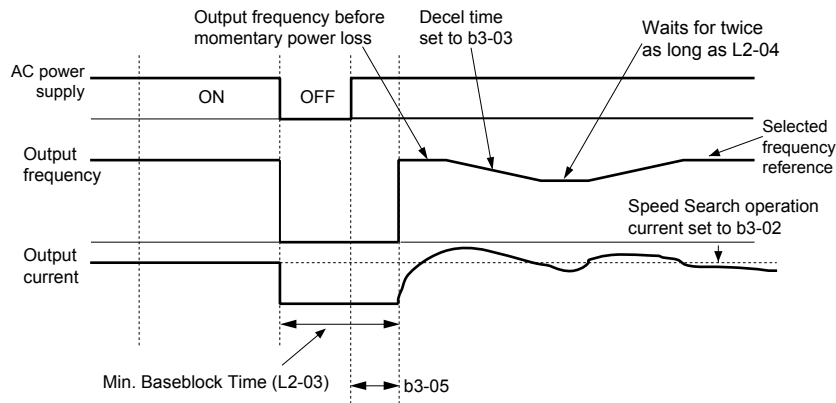 Output frequency before
momentary power loss
Decel time
set to b3-03
Waits for twice
as long as L2-04
AC power
supply
ON
OFF
Output
frequency
Selected
frequency
reference
Speed Search operation
current set to b3-02
Output
current
Min. Baseblock Time (L2-03)
b3-05